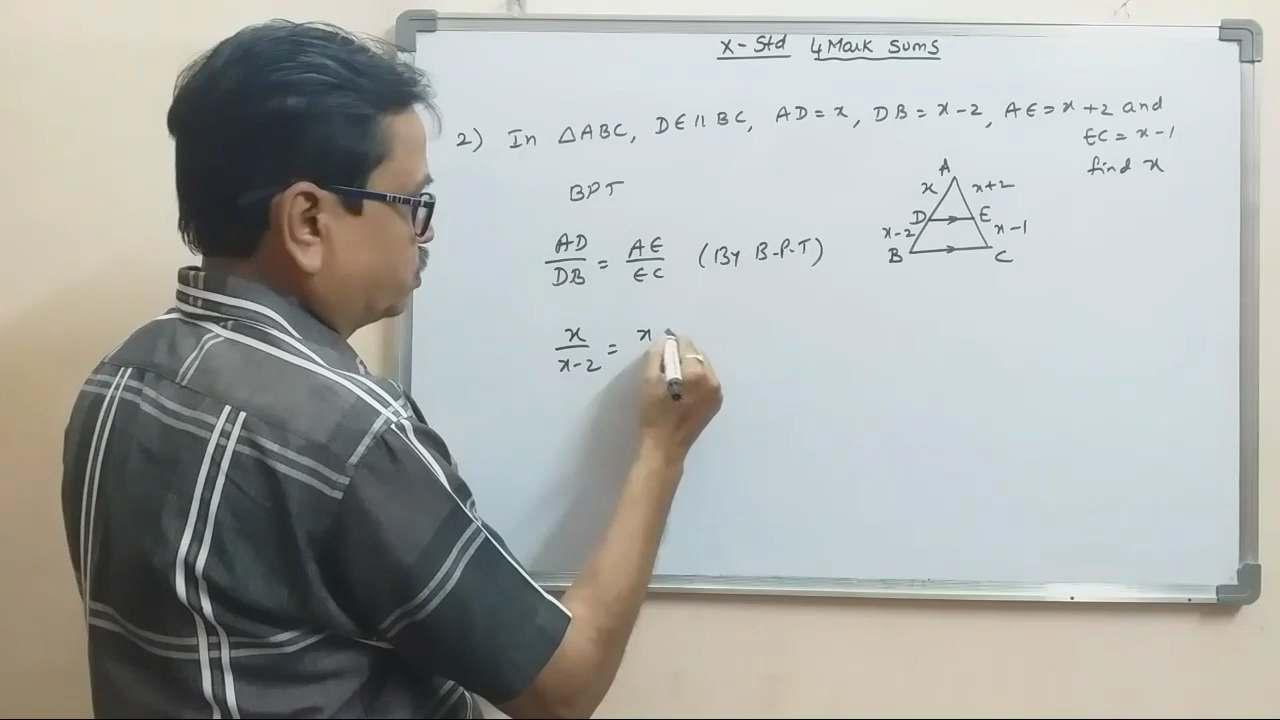 X-Std 4 Mark sums
2) In △ABC, DE || BC, AD = x, DB = x-2, AE = x+2 and
EC = x-1
find x
BPT
AD/DB = AE/EC (By B.P.T)
x/x-2 = x
A
x x+2
D E
x-2 x-1
B C